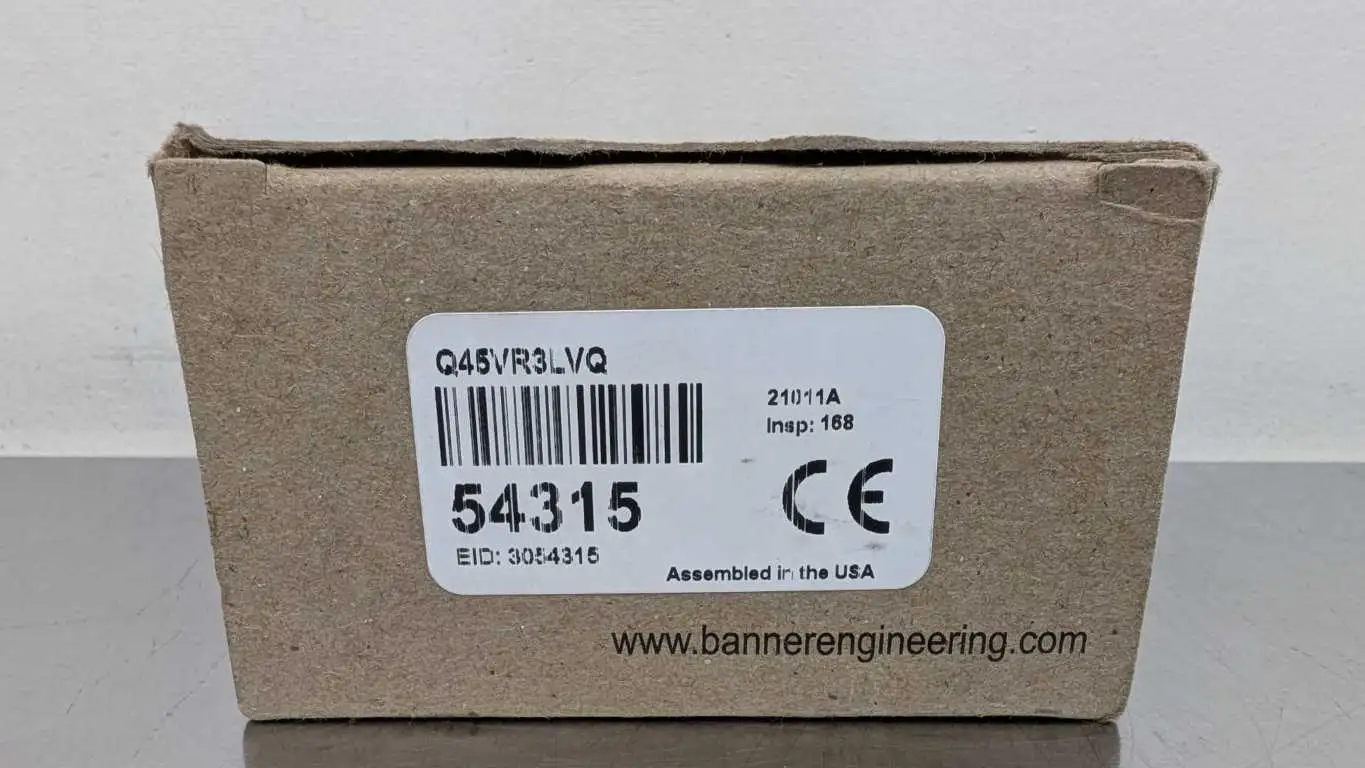 Q45VR3LVQ
21011A
Insp: 168
54315
CE
EID: 3054315
Assembled in the USA
www.bannerengineering.com